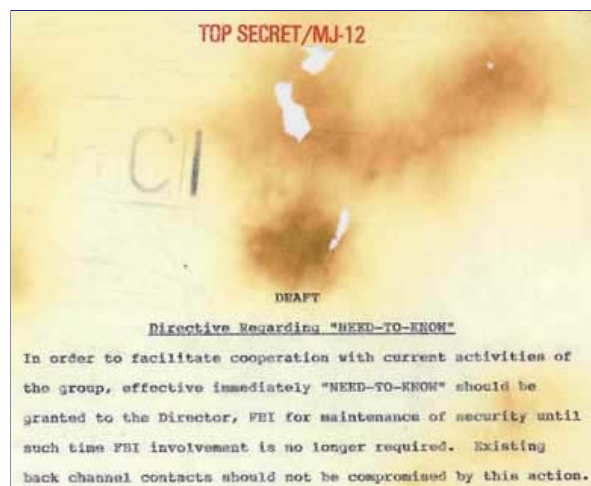 TOP SECRET/MJ-12
CI
DRAFT
Directive Regarding "NEED-TO-KNOW"
In order to facilitate cooperation with current activities of
the group, effective immediately "NEED-TO-KNOW" should be
granted to the Director, FBI for maintenance of security until
such time FBI involvement is no longer required. Existing
back channel contacts should not be compromised by this action.